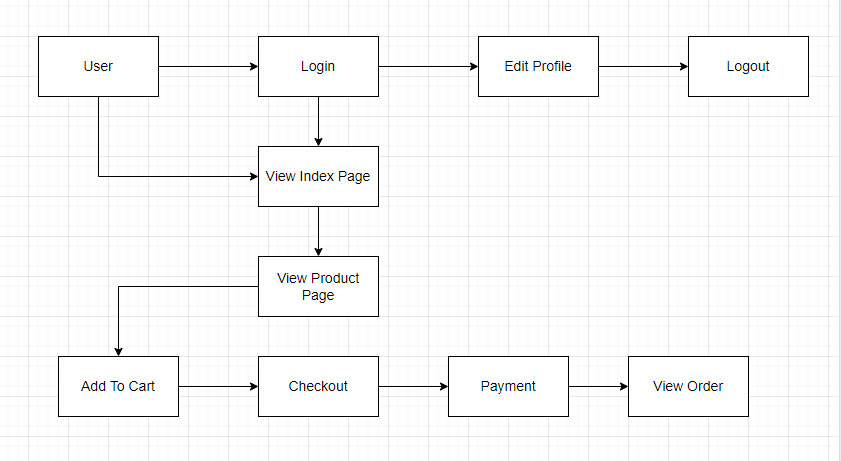 User
Login
Edit Profile
Logout
View Index Page
View Product
Page
Add To Cart
Checkout
Payment
View Order